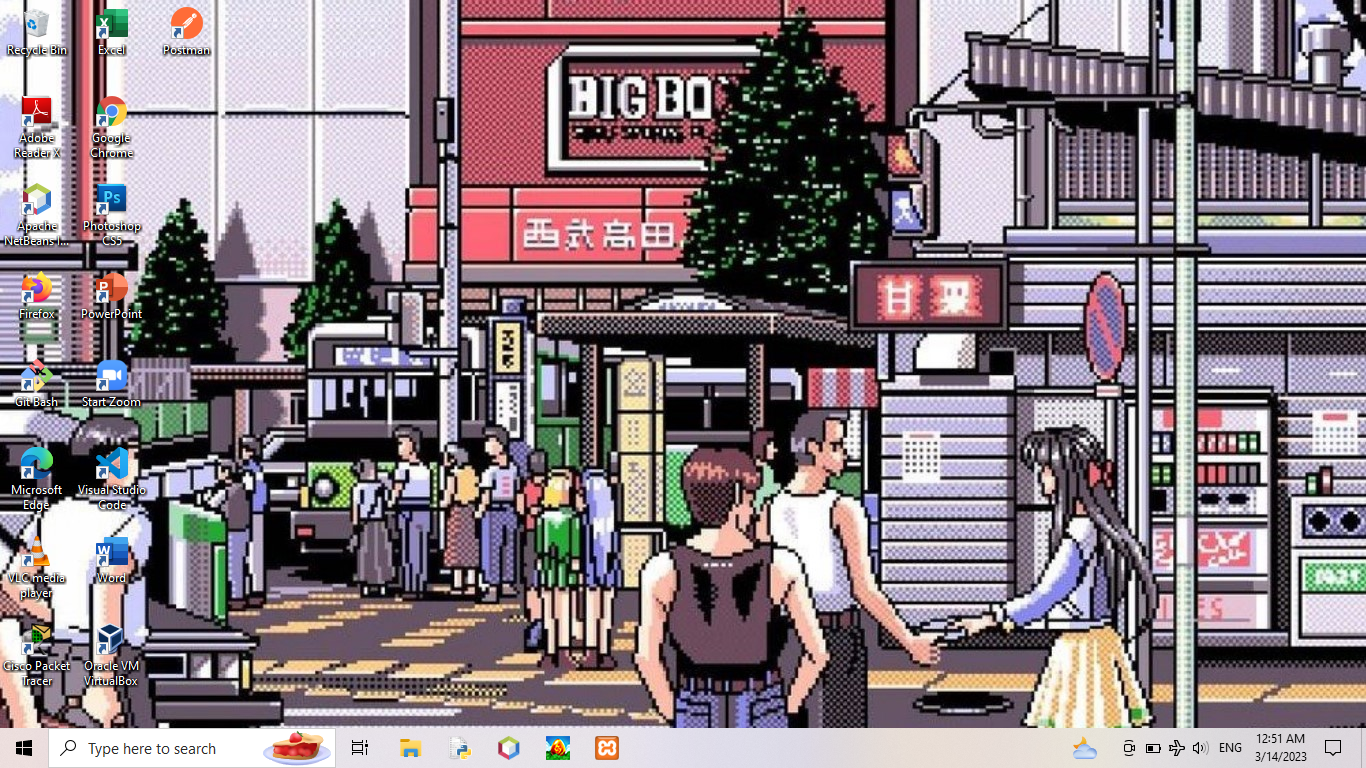 Recycle Bin
Excel
Postman
Adobe
Reader X
Google
Chrome
Apache
NetBeans I...
Photoshop
CS5
Firefox
PowerPoint
Git Bash
Start Zoom
Microsoft
Edge
Visual Studio
Code
VLC media
player
Word
Cisco Packet
Tracer
Oracle VM
VirtualBox
BIG BO
西武高田
甘栗
Type here to search
ENG
12:51 AM
3/14/2023